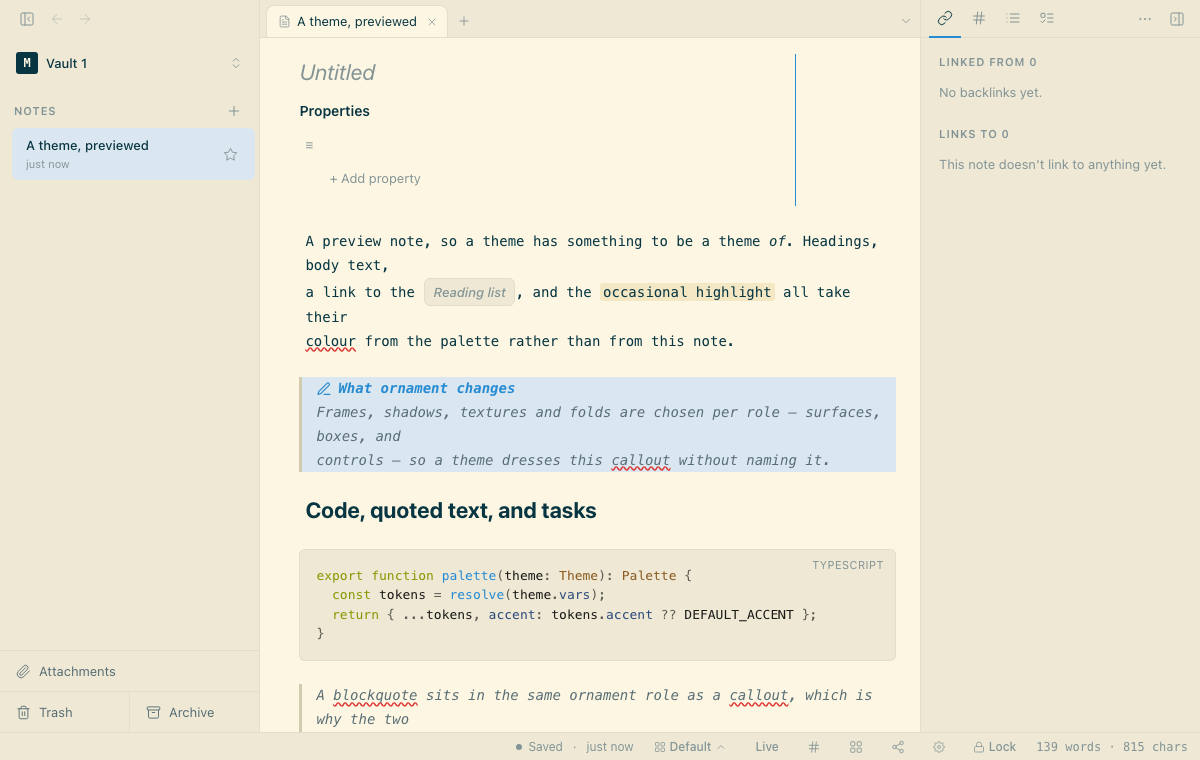 A theme, previewed
M Vault 1
NOTES
A theme, previewed
just now
Attachments
Trash
Archive
Untitled
Properties
+ Add property
A preview note, so a theme has something to be a theme of. Headings,
body text,
a link to the Reading list, and the occasional highlight all take
their
colour from the palette rather than from this note.
What ornament changes
Frames, shadows, textures and folds are chosen per role — surfaces,
boxes, and
controls — so a theme dresses this callout without naming it.
Code, quoted text, and tasks
TYPESCRIPT
export function palette(theme: Theme): Palette {
const tokens = resolve(theme.vars);
return { ...tokens, accent: tokens.accent ?? DEFAULT_ACCENT };
}
A blockquote sits in the same ornament role as a callout, which is
why the two
LINKED FROM 0
No backlinks yet.
LINKS TO 0
This note doesn't link to anything yet.
Saved · just now
Default
Live
Lock
139 words · 815 chars